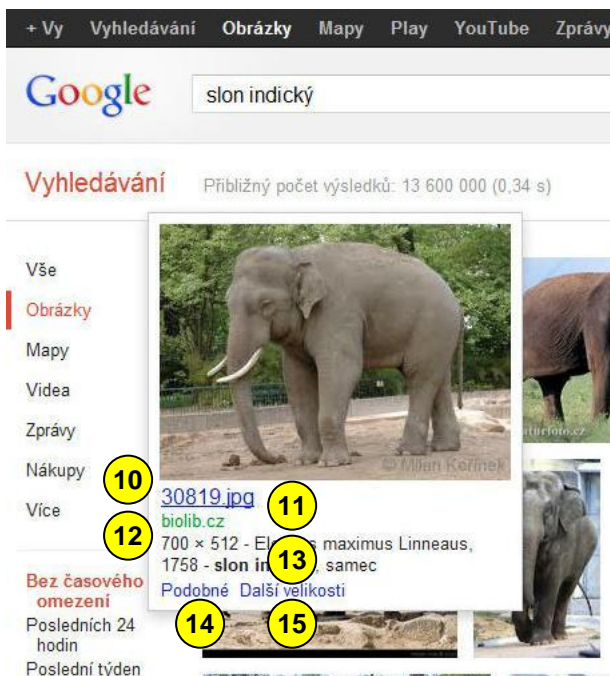 + Vy Vyhledávání Obrázky Mapy Play YouTube Zprávy
Google
slon indický
Vyhledávání
Přibližný počet výsledků: 13 600 000 (0,34 s)
Vše
Obrázky
Mapy
Videa
Zprávy
Nákupy
Více
Bez časového
omezení
Posledních 24
hodin
Poslední týden
© Milan Kořínek
10
30819.jpg
11
biolib.cz
12
700 × 512 - maximus Linneaus,
13
1758 - slon samec
Podobné Další velikosti
14
15